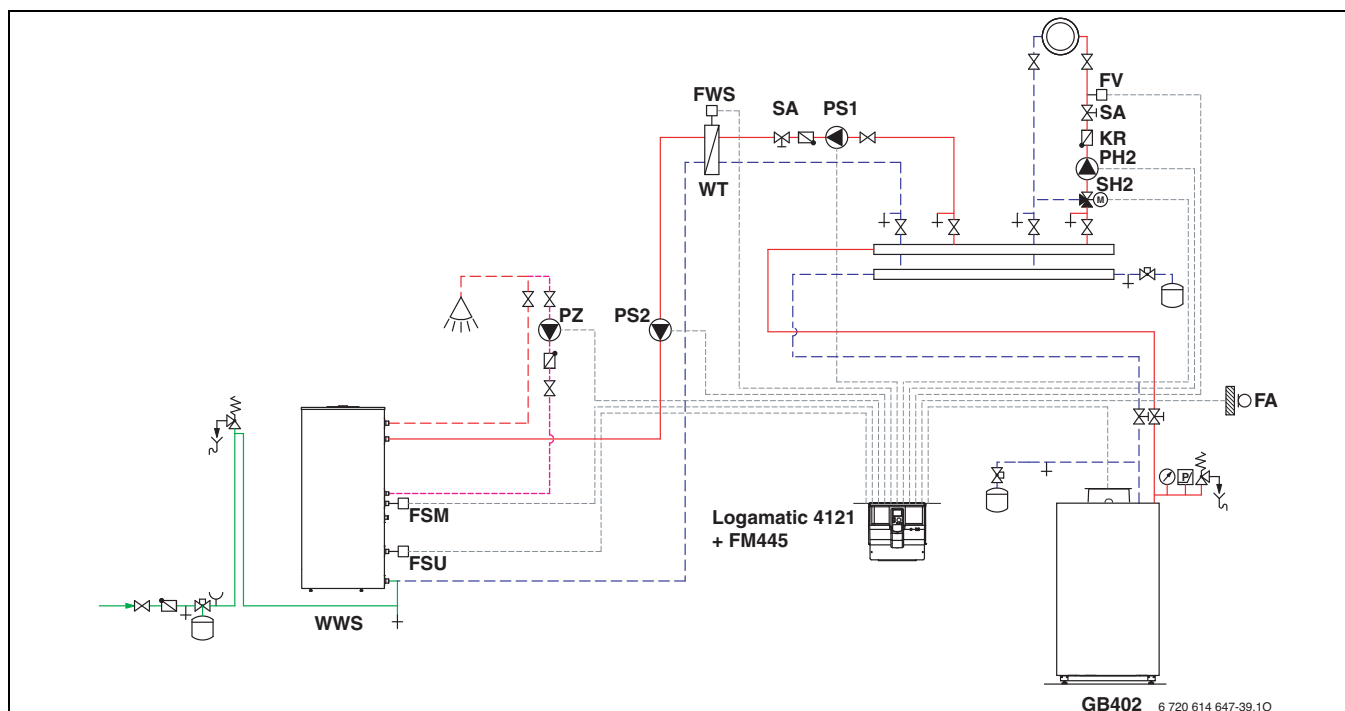 FV
FWS
SA
PS1
SA
KR
PH2
WT
SH2
M
PZ
PS2
FA
P
FSM
Logamatic 4121
+ FM445
FSU
WWS
GB402
6 720 614 647-39.1O